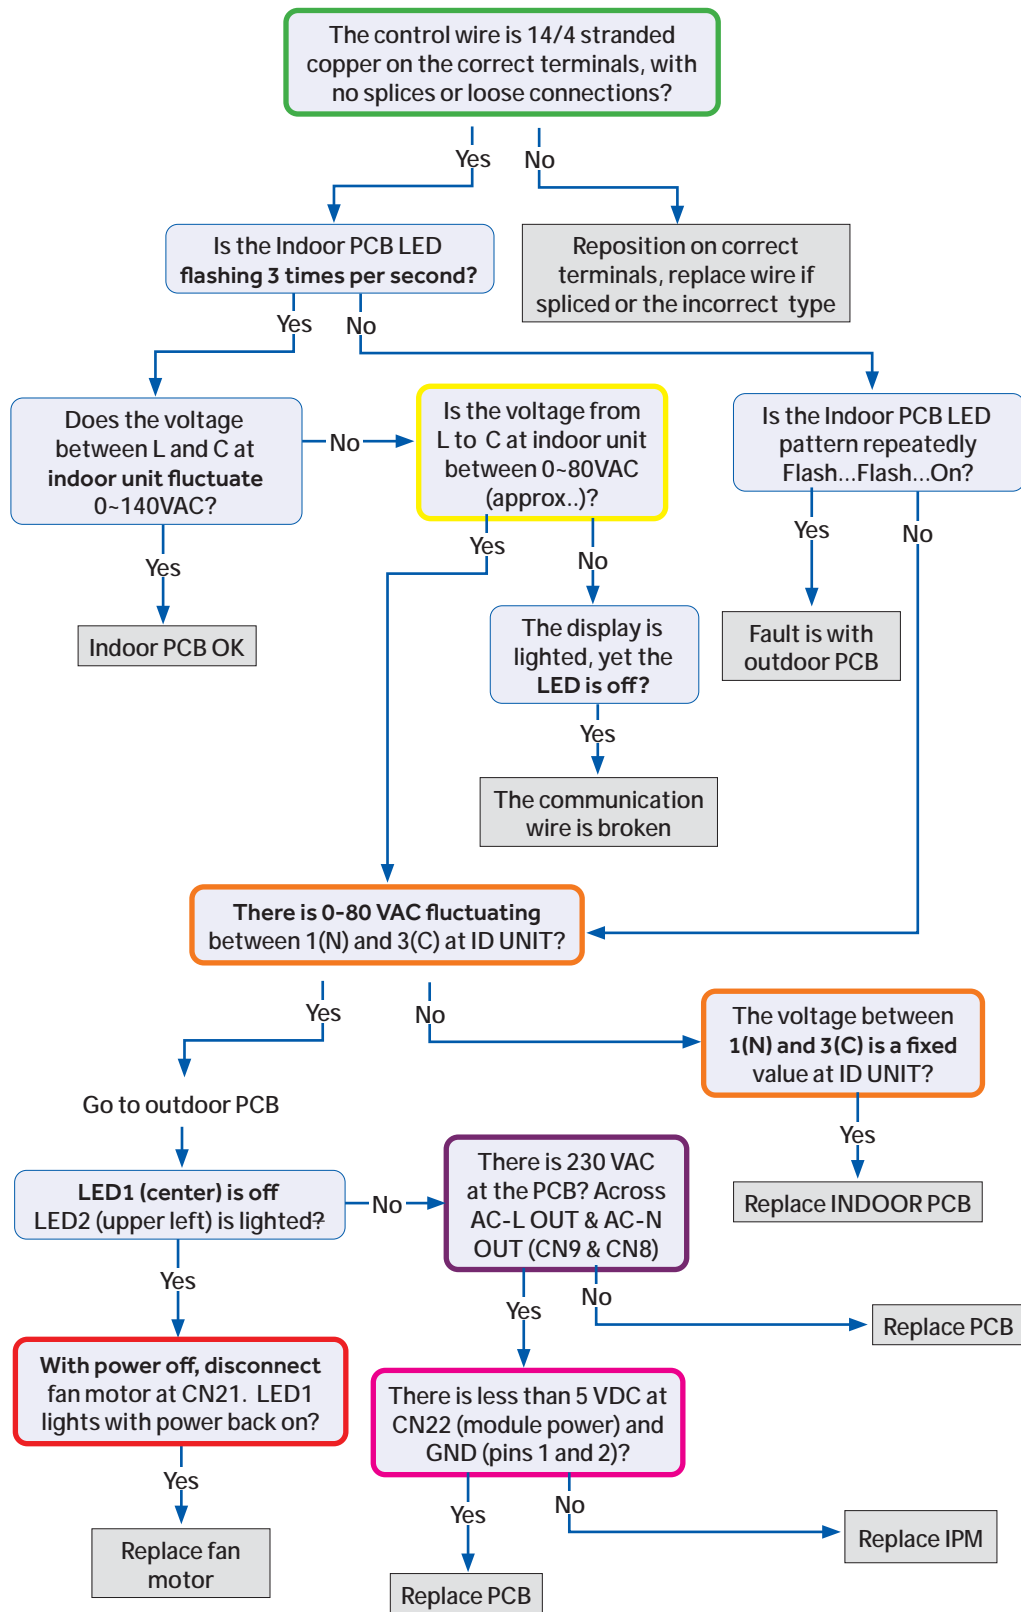 The control wire is 14/4 stranded
copper on the correct terminals, with
no splices or loose connections?
Yes
No
Is the Indoor PCB LED
flashing 3 times per second?
Reposition on correct
terminals, replace wire if
spliced or the incorrect type
Yes
No
Does the voltage
between L and C at
indoor unit fluctuate
0~140VAC?
No
Is the voltage from
L to C at indoor unit
between 0~80VAC
(approx..)?
Is the Indoor PCB LED
pattern repeatedly
Flash...Flash...On?
Yes
Yes
No
Yes
No
Indoor PCB OK
The display is
lighted, yet the
LED is off?
Fault is with
outdoor PCB
Yes
The communication
wire is broken
There is 0-80 VAC fluctuating
between 1(N) and 3(C) at ID UNIT?
Yes
No
The voltage between
1(N) and 3(C) is a fixed
value at ID UNIT?
Go to outdoor PCB
Yes
Replace INDOOR PCB
LED1 (center) is off
LED2 (upper left) is lighted?
No
There is 230 VAC
at the PCB? Across
AC-L OUT & AC-N
OUT (CN9 & CN8)
Yes
Yes
No
Replace PCB
With power off, disconnect
fan motor at CN21. LED1
lights with power back on?
There is less than 5 VDC at
CN22 (module power) and
GND (pins 1 and 2)?
Yes
Yes
No
Replace fan
motor
Replace PCB
Replace IPM